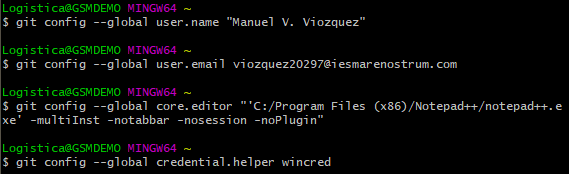 Logistica@GSMDEMO MINGW64 ~
$ git config --global user.name "Manuel V. Viozquez"
Logistica@GSMDEMO MINGW64 ~
$ git config --global user.email viozquez20297@iesmarenostrum.com
Logistica@GSMDEMO MINGW64 ~
$ git config --global core.editor "'C:/Program Files (x86)/Notepad++/notepad++.e
xe' -multiInst -notabbar -nosession -noPlugin"
Logistica@GSMDEMO MINGW64 ~
$ git config --global credential.helper wincred